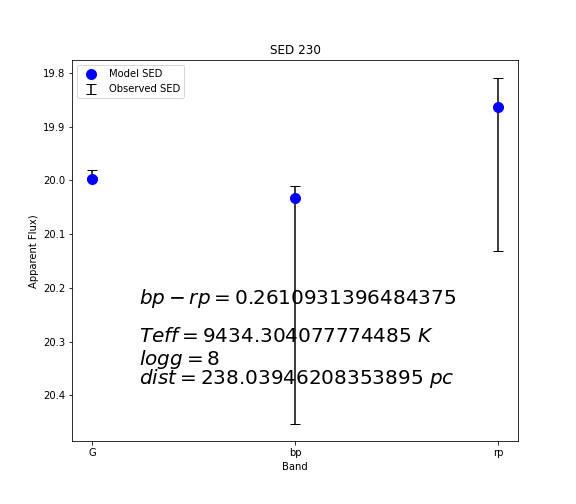 SED 230
19.8
19.9
20.0
20.1
20.2
20.3
20.4
Apparent Flux)
Model SED
Observed SED
bp − rp = 0.2610931396484375
Teff = 9434.304077774485 K
logg = 8
dist = 238.03946208353895 pc
G bp rp
Band